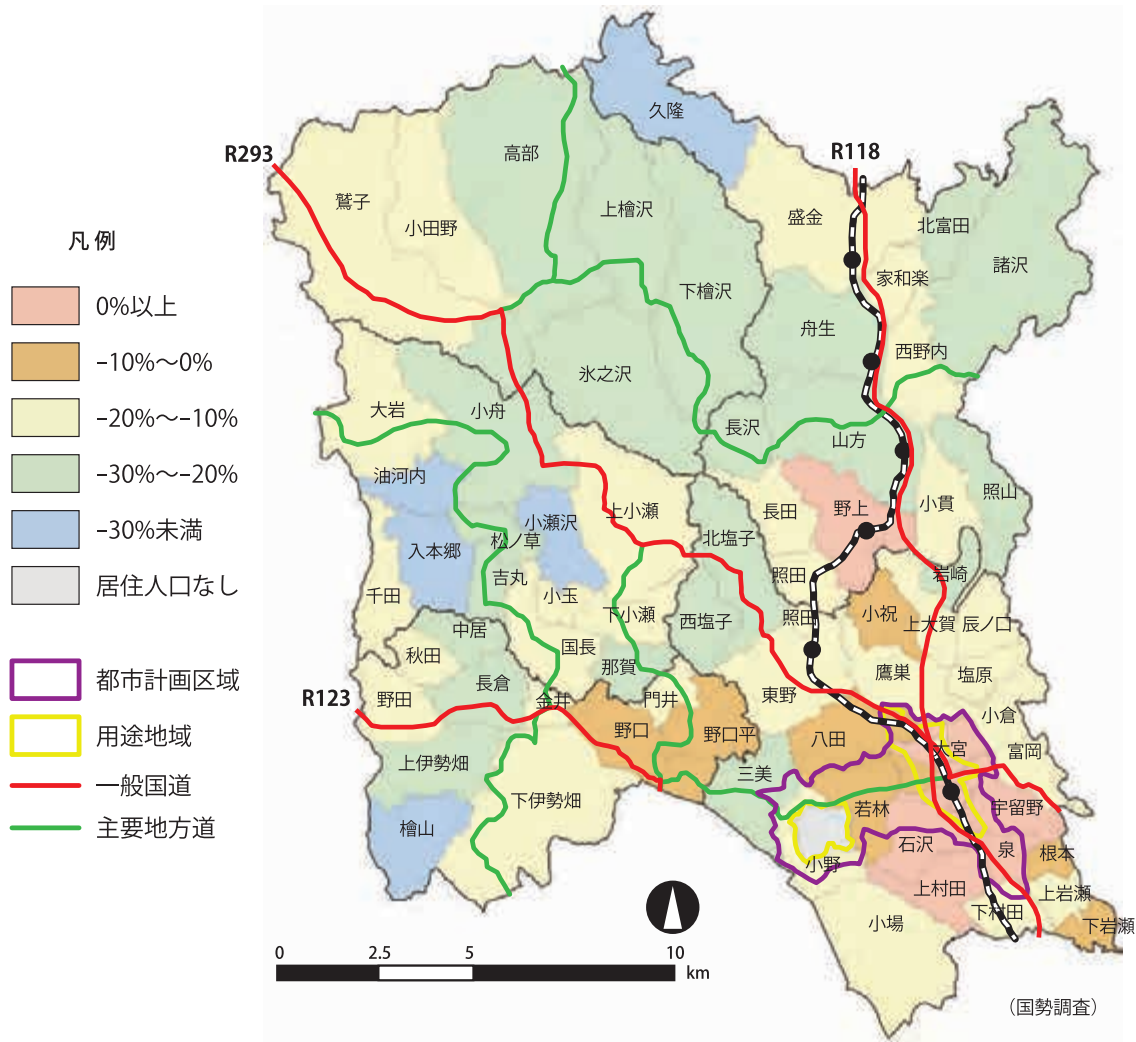 凡 例
0%以上
-10%～0%
-20%～-10%
-30%～-20%
-30%未満
居住人口なし
都市計画区域
用途地域
一般国道
主要地方道
R293
R118
R123
久隆
高部
鷲子
小田野
上檜沢
下檜沢
盛金
北富田
諸沢
家和楽
舟生
西野内
氷之沢
大岩
小舟
長沢
山方
油河内
上小瀬
小瀬沢
入本郷
松ノ草
吉丸
小玉
下小瀬
千田
北塩子
西塩子
長田
野上
小貫
照山
照田
照田
岩崎
小祝
上大賀
辰ノ口
鷹巣
塩原
東野
中居
国長
那賀
秋田
野田
長倉
金井
門井
野口
野口平
八田
小倉
大宮
富岡
上伊勢畑
下伊勢畑
三美
若林
宇留野
檜山
小野
石沢
泉
根本
上村田
上岩瀬
下村田
下岩瀬
小場
0
2.5
5
10
km
（国勢調査）